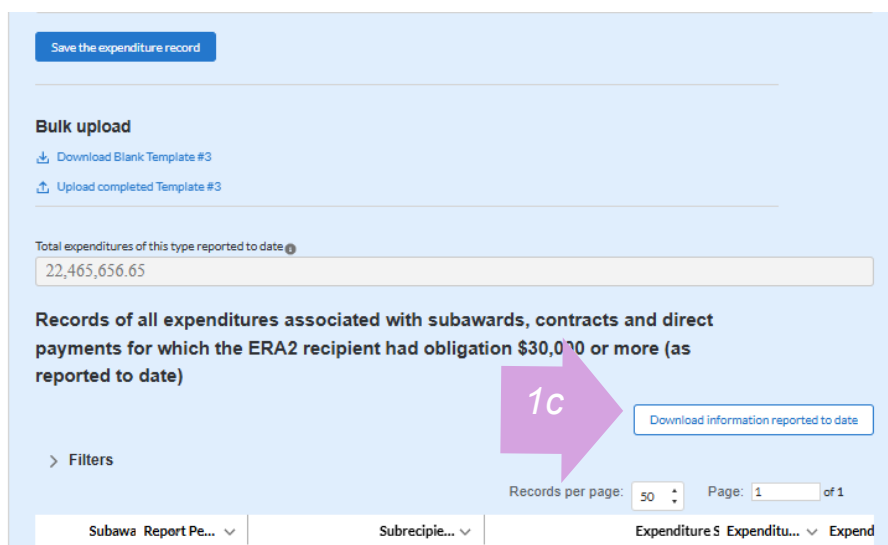 Save the expenditure record
Bulk upload
Download Blank Template #3
Upload completed Template #3
Total expenditures of this type reported to date
22,465,656.65
Records of all expenditures associated with subawards, contracts and direct
payments for which the ERA2 recipient had obligation $30,000 or more (as
reported to date)
1c
Download information reported to date
Filters
Records per page: 50 Page: 1 of 1
Subawa Report Pe... Subrecipie... Expenditure S Expenditu... Expend